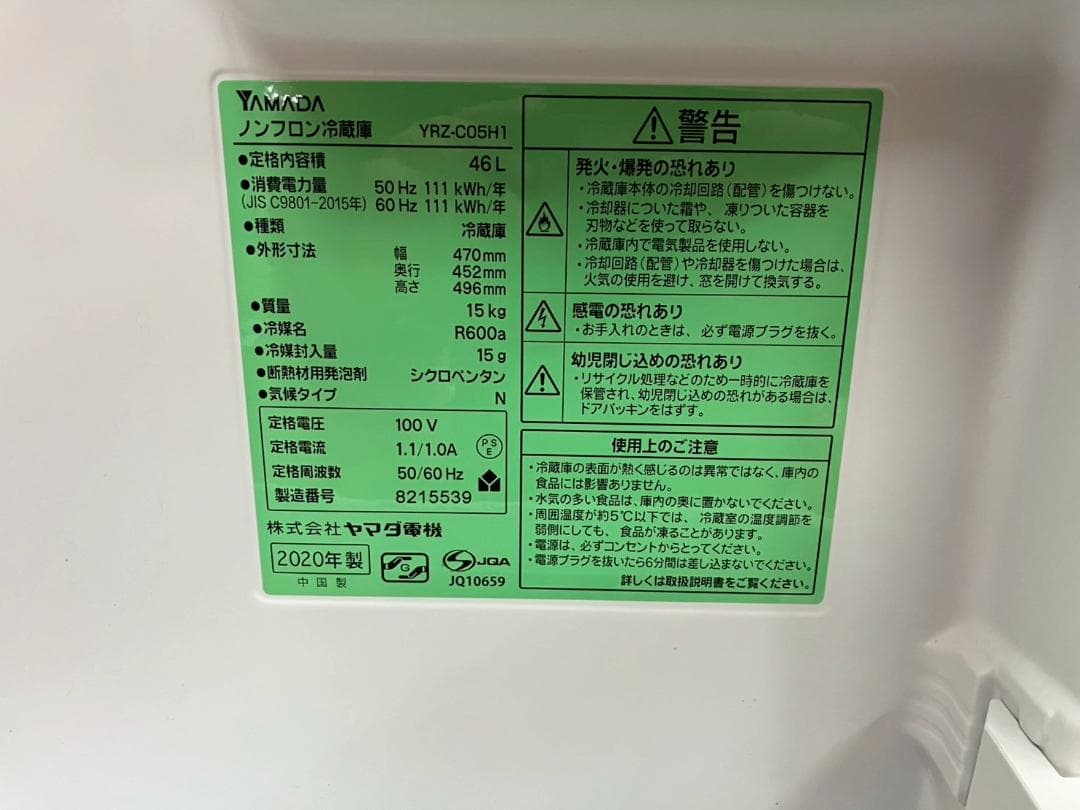 YAMADA
ノンフロン冷蔵庫 YRZ-C05H1
●定格内容積 46L
●消費電力量 50Hz 111kWh/年
(JIS C9801-2015年) 60Hz 111kWh/年
●種類 冷蔵庫
●外形寸法 幅 470mm
奥行 452mm
高さ 496mm
●質量 15kg
●冷媒名 R600a
●冷媒封入量 15g
●断熱材用発泡剤 シクロペンタン
●気候タイプ N
定格電圧 100V
定格電流 1.1/1.0A
PSE
定格周波数 50/60Hz
製造番号 8215539
株式会社ヤマダ電機
2020年製
中国製
G
JQA
JQ10659
警告
発火・爆発の恐れあり
・冷蔵庫本体の冷却回路(配管)を傷つけない。
・冷却器についた霜や、凍りついた容器を
刃物などを使って取らない。
・冷蔵庫内で電気製品を使用しない。
・冷却回路(配管)や冷却器を傷つけた場合は、
火気の使用を避け、窓を開けて換気する。
感電の恐れあり
・お手入れのときは、必ず電源プラグを抜く。
幼児閉じ込めの恐れあり
・リサイクル処理などのため一時的に冷蔵庫を
保管され、幼児閉じ込めの恐れがある場合は、
ドアパッキンをはずす。
使用上のご注意
・冷蔵庫の表面が熱く感じるのは異常ではなく、庫内の
食品には影響ありません。
・水気の多い食品は、庫内の奥に置かないでください。
・周囲温度が約5℃以下では、冷蔵室の温度調節を
弱側にしても、食品が凍ることがあります。
・電源は、必ずコンセントからとってください。
・電源プラグを抜いたら6分間は差し込まないでください。
詳しくは取扱説明書をご覧ください。